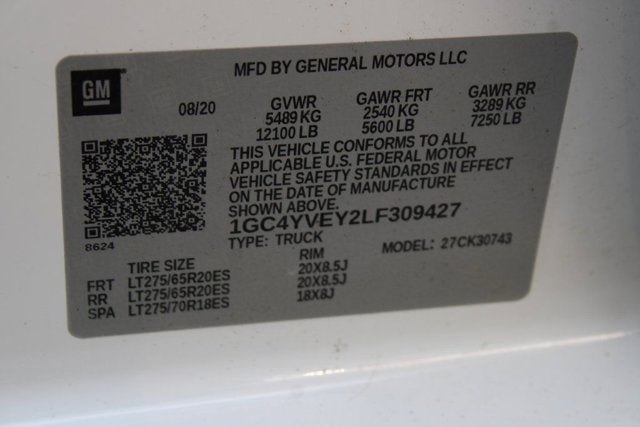 MFD BY GENERAL MOTORS LLC
GM
08/20 GVWR GAWR FRT GAWR RR
5489 KG 2540 KG 3289 KG
12100 LB 5600 LB 7250 LB
THIS VEHICLE CONFORMS TO ALL
APPLICABLE U.S. FEDERAL MOTOR
VEHICLE SAFETY STANDARDS IN EFFECT
ON THE DATE OF MANUFACTURE
1GC4YVEY2LF309427
8624
TYPE: TRUCK MODEL: 27CK30743
TIRE SIZE RIM
FRT LT275/65R20ES 20X8.5J
RR LT275/65R20ES 20X8.5J
SPA LT275/70R18ES 18X8J